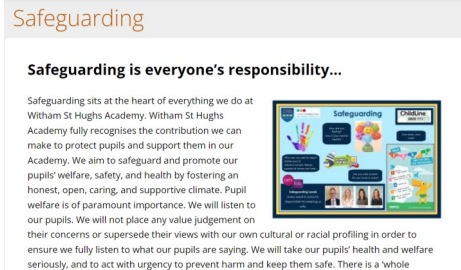 Safeguarding
Safeguarding is everyone's responsibility...
Safeguarding sits at the heart of everything we do at
Witham St Hughs Academy. Witham St Hughs
Academy fully recognises the contribution we can
make to protect pupils and support them in our
Academy. We aim to safeguard and promote our
pupils' welfare, safety, and health by fostering an
honest, open, caring, and supportive climate. Pupil
welfare is of paramount importance. We will listen to
our pupils. We will not place any value judgement on
their concerns or supersede their views with our own cultural or racial profiling in order to
ensure we fully listen to what our pupils are saying. We will take our pupils' health and welfare
seriously, and to act with urgency to prevent harm and keep them safe. There is a 'whole
Safeguarding
ChildLine